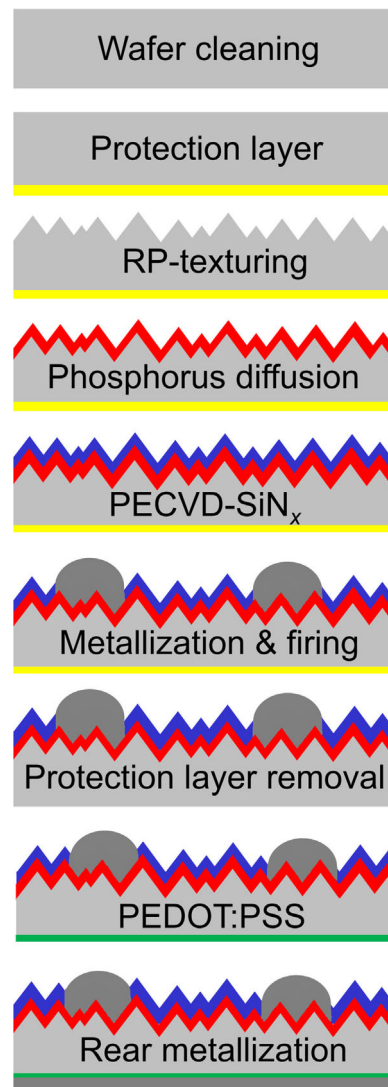 Wafer cleaning
Protection layer
RP-texturing
Phosphorus diffusion
PECVD-SiNₓ
Metallization & firing
Protection layer removal
PEDOT:PSS
Rear metallization